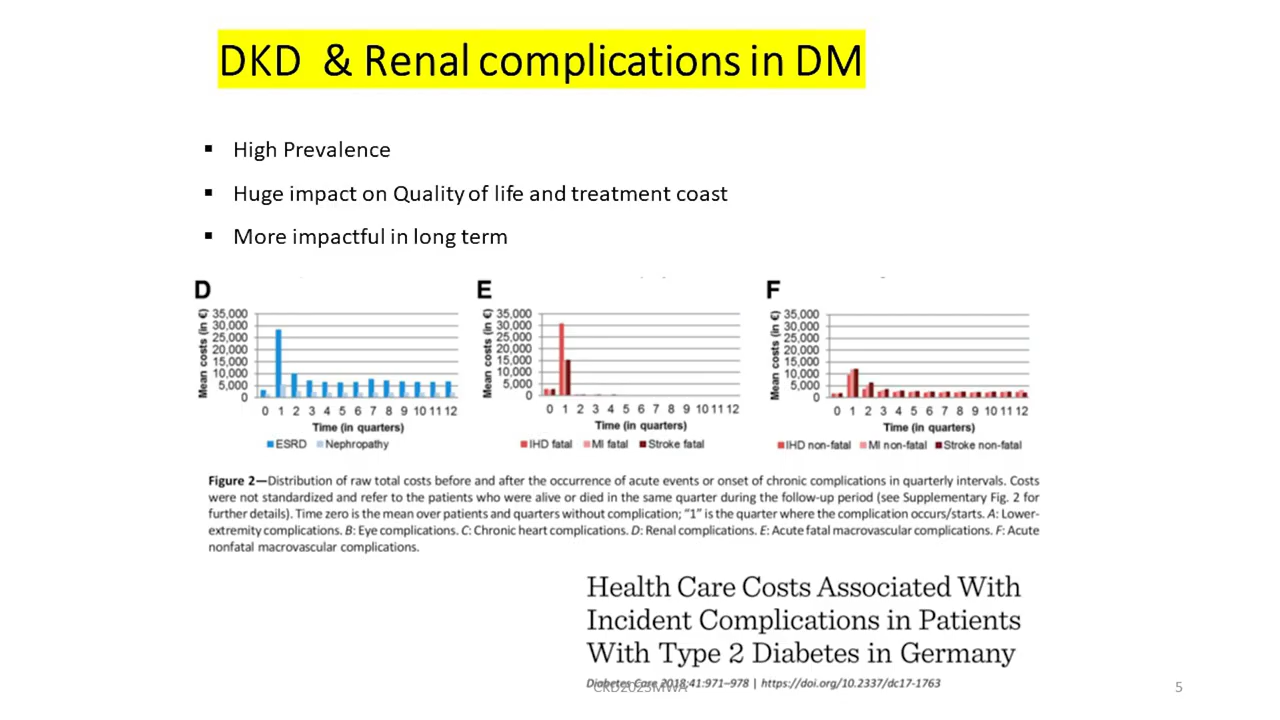 DKD & Renal complications in DM
▪ High Prevalence
▪ Huge impact on Quality of life and treatment coast
▪ More impactful in long term
D
Mean costs (in €)
35,000
30,000
25,000
20,000
15,000
10,000
5,000
0
0 1 2 3 4 5 6 7 8 9 10 11 12
Time (in quarters)
ESRD Nephropathy
E
Mean costs (in €)
35,000
30,000
25,000
20,000
15,000
10,000
5,000
0
0 1 2 3 4 5 6 7 8 9 10 11 12
Time (in quarters)
IHD fatal MI fatal Stroke fatal
F
Mean costs (in €)
35,000
30,000
25,000
20,000
15,000
10,000
5,000
0
0 1 2 3 4 5 6 7 8 9 10 11 12
Time (in quarters)
IHD non-fatal MI non-fatal Stroke non-fatal
Figure 2—Distribution of raw total costs before and after the occurrence of acute events or onset of chronic complications in quarterly intervals. Costs
were not standardized and refer to the patients who were alive or died in the same quarter during the follow-up period (see Supplementary Fig. 2 for
further details). Time zero is the mean over patients and quarters without complication; “1” is the quarter where the complication occurs/starts. A: Lower-
extremity complications. B: Eye complications. C: Chronic heart complications. D: Renal complications. E: Acute fatal macrovascular complications. F: Acute
nonfatal macrovascular complications.
Health Care Costs Associated With
Incident Complications in Patients
With Type 2 Diabetes in Germany
Diabetes Care 2018;41:971–978 | https://doi.org/10.2337/dc17-1763
CKD2025MWA
5